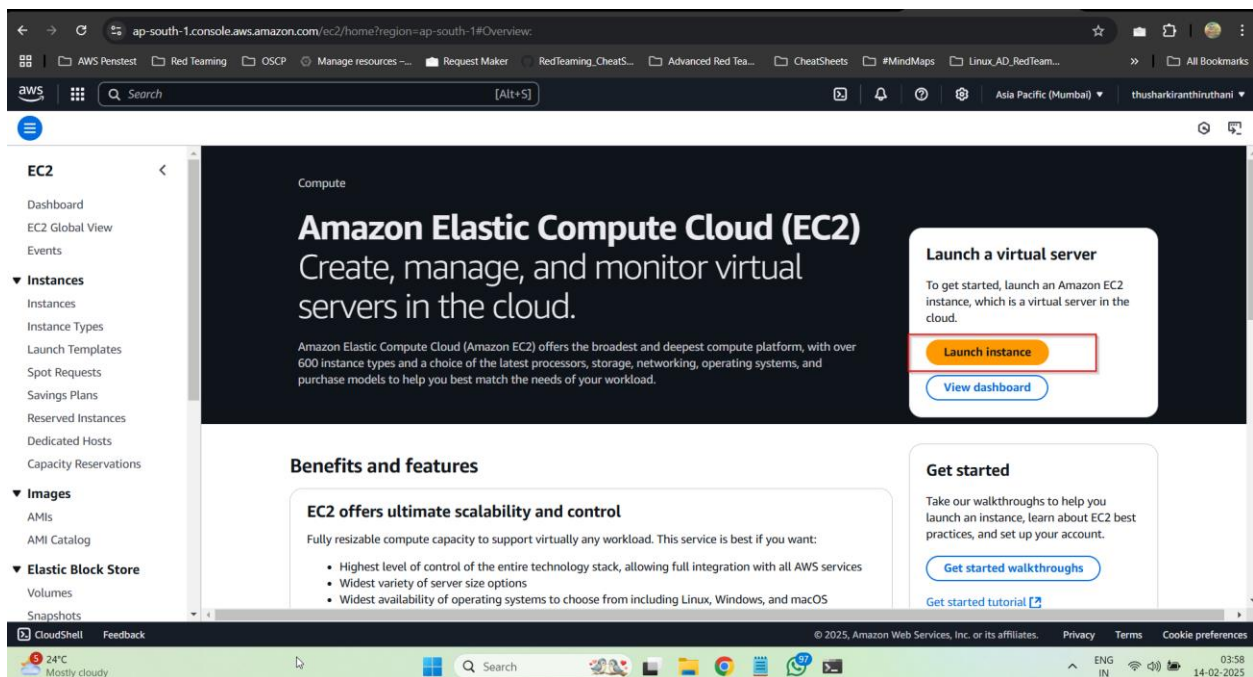 ap-south-1.console.aws.amazon.com/ec2/home?region=ap-south-1#Overview:
AWS Penstest Red Teaming OSCP Manage resources –... Request Maker RedTeaming_CheatS... Advanced Red Tea... CheatSheets #MindMaps Linux_AD_RedTeam... » All Bookmarks
aws Search [Alt+S] Asia Pacific (Mumbai) ▼ thusharkiranthiruthani ▼
EC2
Dashboard
EC2 Global View
Events
▼ Instances
Instances
Instance Types
Launch Templates
Spot Requests
Savings Plans
Reserved Instances
Dedicated Hosts
Capacity Reservations
▼ Images
AMIs
AMI Catalog
▼ Elastic Block Store
Volumes
Snapshots
Compute
Amazon Elastic Compute Cloud (EC2)
Create, manage, and monitor virtual
servers in the cloud.
Amazon Elastic Compute Cloud (Amazon EC2) offers the broadest and deepest compute platform, with over
600 instance types and a choice of the latest processors, storage, networking, operating systems, and
purchase models to help you best match the needs of your workload.
Launch a virtual server
To get started, launch an Amazon EC2
instance, which is a virtual server in the
cloud.
Launch instance
View dashboard
Benefits and features
EC2 offers ultimate scalability and control
Fully resizable compute capacity to support virtually any workload. This service is best if you want:
• Highest level of control of the entire technology stack, allowing full integration with all AWS services
• Widest variety of server size options
• Widest availability of operating systems to choose from including Linux, Windows, and macOS
Get started
Take our walkthroughs to help you
launch an instance, learn about EC2 best
practices, and set up your account.
Get started walkthroughs
Get started tutorial
CloudShell Feedback © 2025, Amazon Web Services, Inc. or its affiliates. Privacy Terms Cookie preferences
5 24°C
Mostly cloudy
Search
97
ENG
IN
03:58
14-02-2025